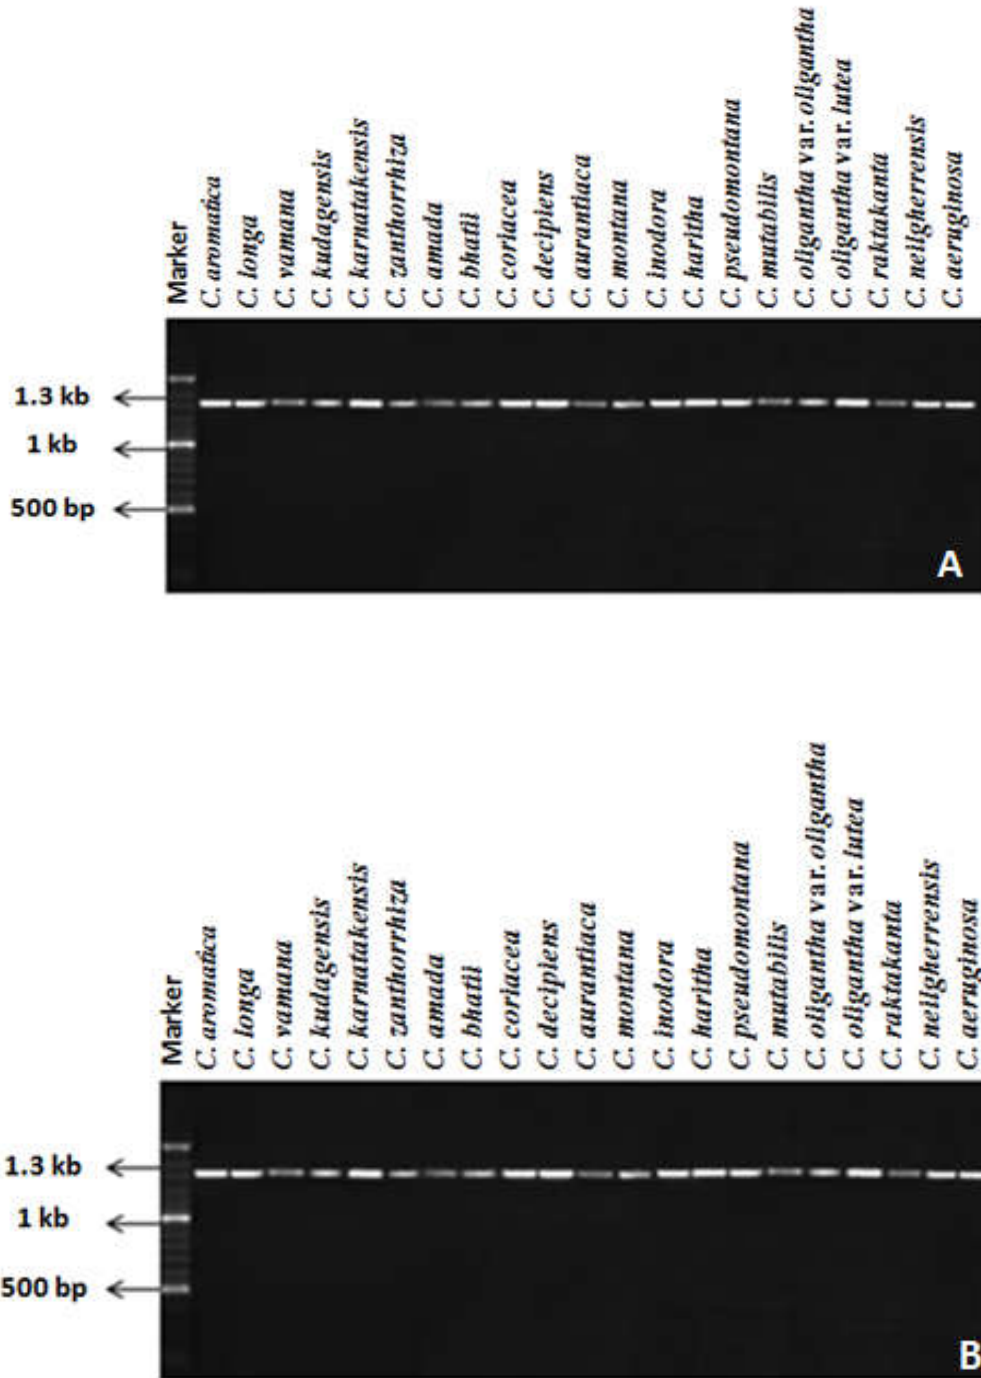 Marker
C. aromatica
C. longa
C. vamana
C. kudagensis
C. karnatakensis
C. zanthorrhiza
C. amada
C. bhatii
C. coriacea
C. decipiens
C. aurantiaca
C. montana
C. inodora
C. haritha
C. pseudomontana
C. mutabilis
C. oligantha var. oligantha
C. oligantha var. lutea
C. raktakanta
C. neilgherrensis
C. aeruginosa
1.3 kb
1 kb
500 bp
A
Marker
C. aromatica
C. longa
C. vamana
C. kudagensis
C. karnatakensis
C. zanthorrhiza
C. amada
C. bhatii
C. coriacea
C. decipiens
C. aurantiaca
C. montana
C. inodora
C. haritha
C. pseudomontana
C. mutabilis
C. oligantha var. oligantha
C. oligantha var. lutea
C. raktakanta
C. neilgherrensis
C. aeruginosa
1.3 kb
1 kb
500 bp
B